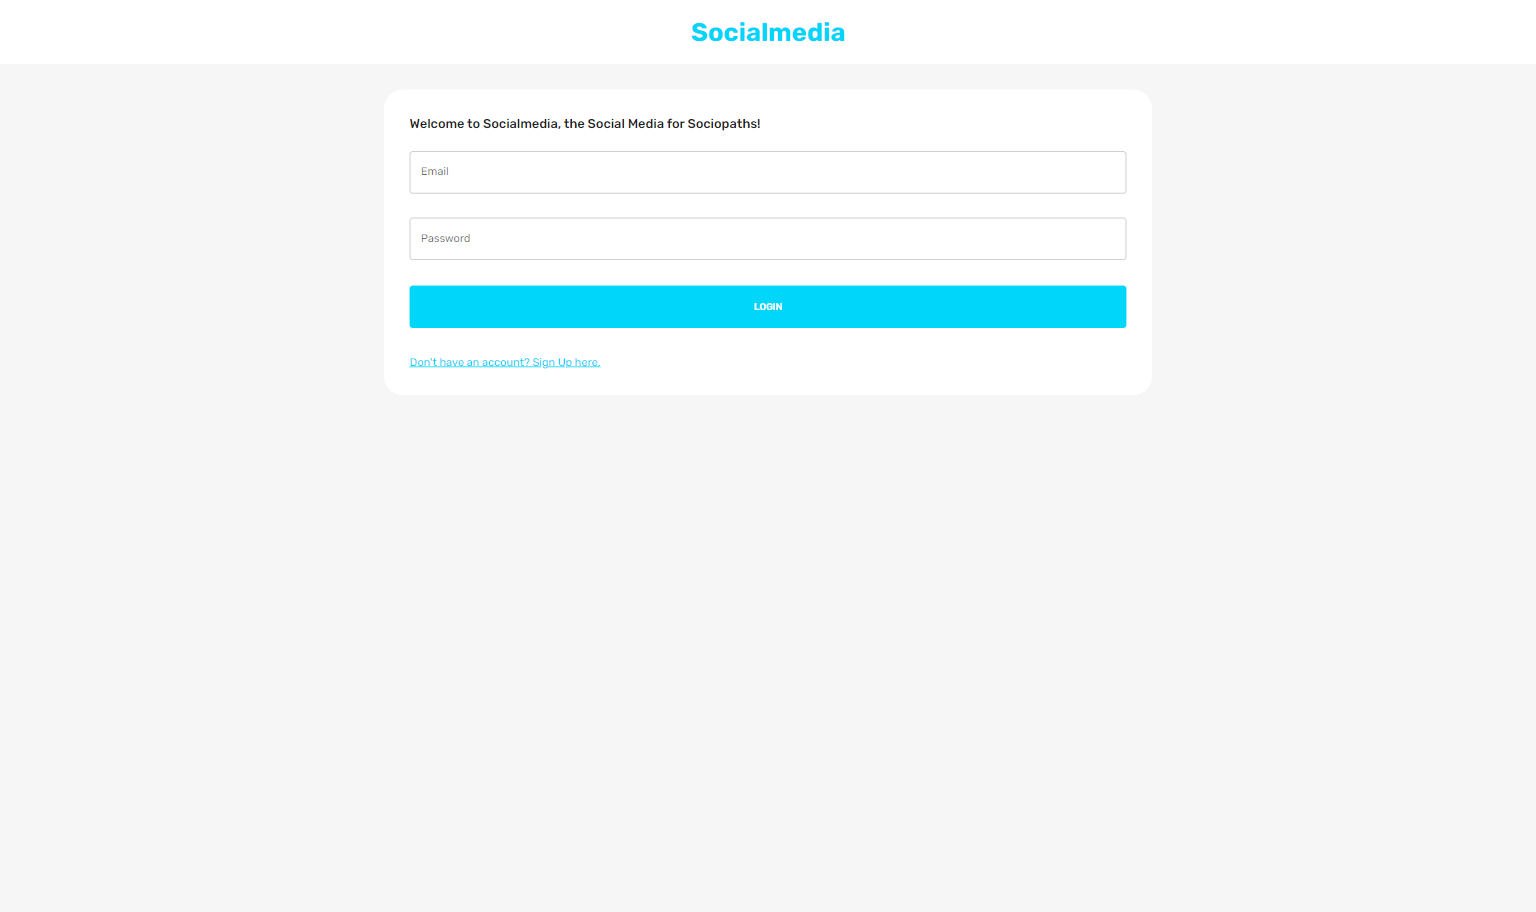 Socialmedia
Welcome to Socialmedia, the Social Media for Sociopaths!
Email
Password
LOGIN
Don't have an account? Sign Up here.